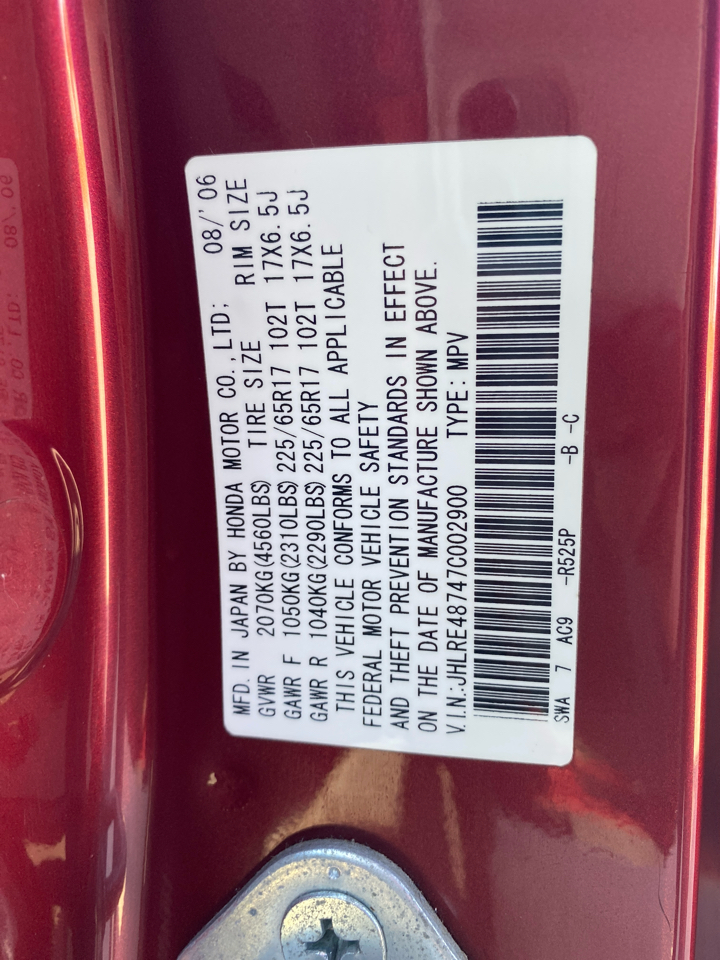 MFD. IN JAPAN BY HONDA MOTOR CO.,LTD; 08/'06
GVWR 2070KG(4560LBS) TIRE SIZE RIM SIZE
GAWR F 1050KG(2310LBS) 225/65R17 102T 17X6.5J
GAWR R 1040KG(2290LBS) 225/65R17 102T 17X6.5J
THIS VEHICLE CONFORMS TO ALL APPLICABLE
FEDERAL MOTOR VEHICLE SAFETY
AND THEFT PREVENTION STANDARDS IN EFFECT
ON THE DATE OF MANUFACTURE SHOWN ABOVE.
V.I.N.:JHLRE48747C002900 TYPE:MPV
SWA 7 AC9 -R525P -B -C